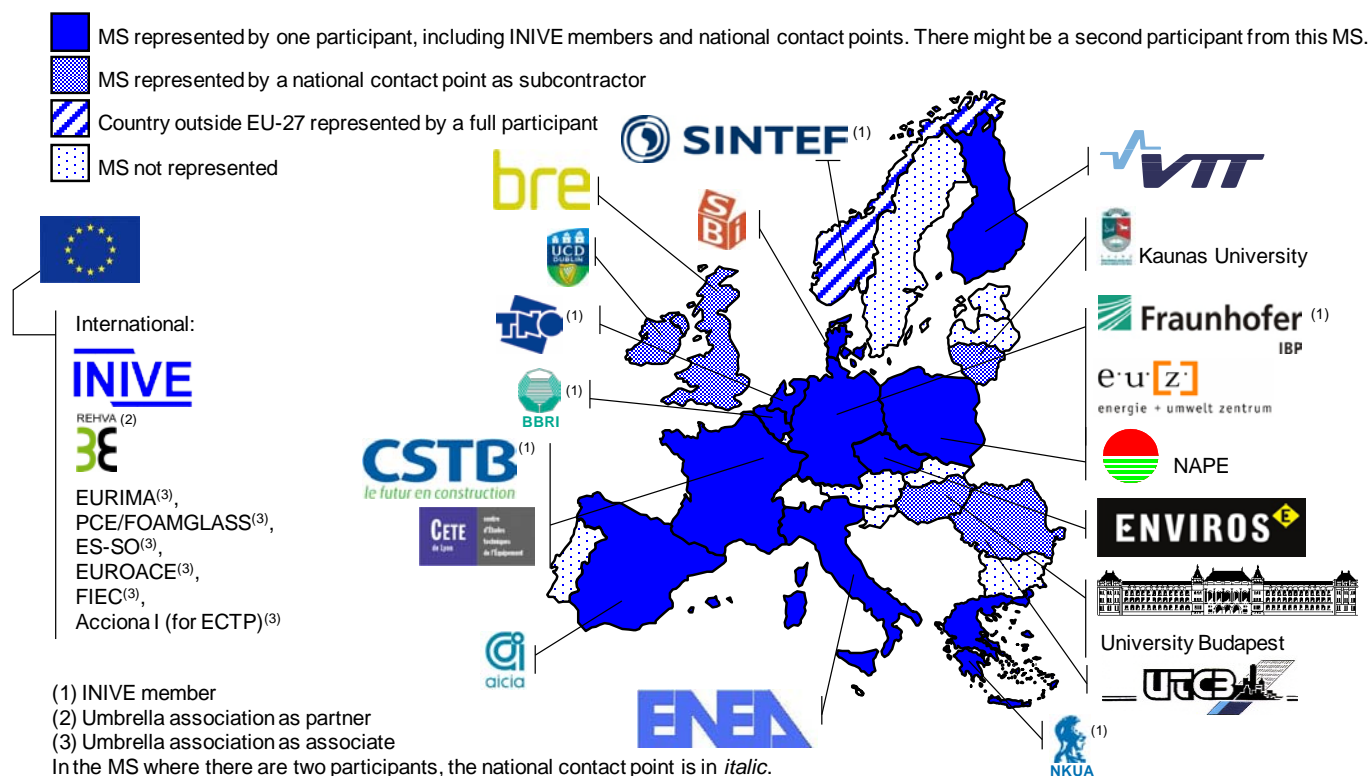 MS represented by one participant, including INIVE members and national contact points. There might be a second participant from this MS.
MS represented by a national contact point as subcontractor
Country outside EU-27 represented by a full participant
MS not represented
SINTEF (1)
bre
SBi
VTT
UCD
DUBLIN
Kaunas University
TNO (1)
Fraunhofer (1)
IBP
International:
INIVE
e·u·[z·]
energie + umwelt zentrum
(1)
BBRI
REHVA (2)
CSTB (1)
le futur en construction
NAPE
CETE
de Lyon
centre
d'Études
techniques
de l'Équipement
ENVIROS E
EURIMA(3),
PCE/FOAMGLASS(3),
ES-SO(3),
EUROACE(3),
FIEC(3),
Acciona I (for ECTP)(3)
University Budapest
aicia
UTCB
ENEA
(1)
NKUA
(1) INIVE member
(2) Umbrella association as partner
(3) Umbrella association as associate
In the MS where there are two participants, the national contact point is in italic.